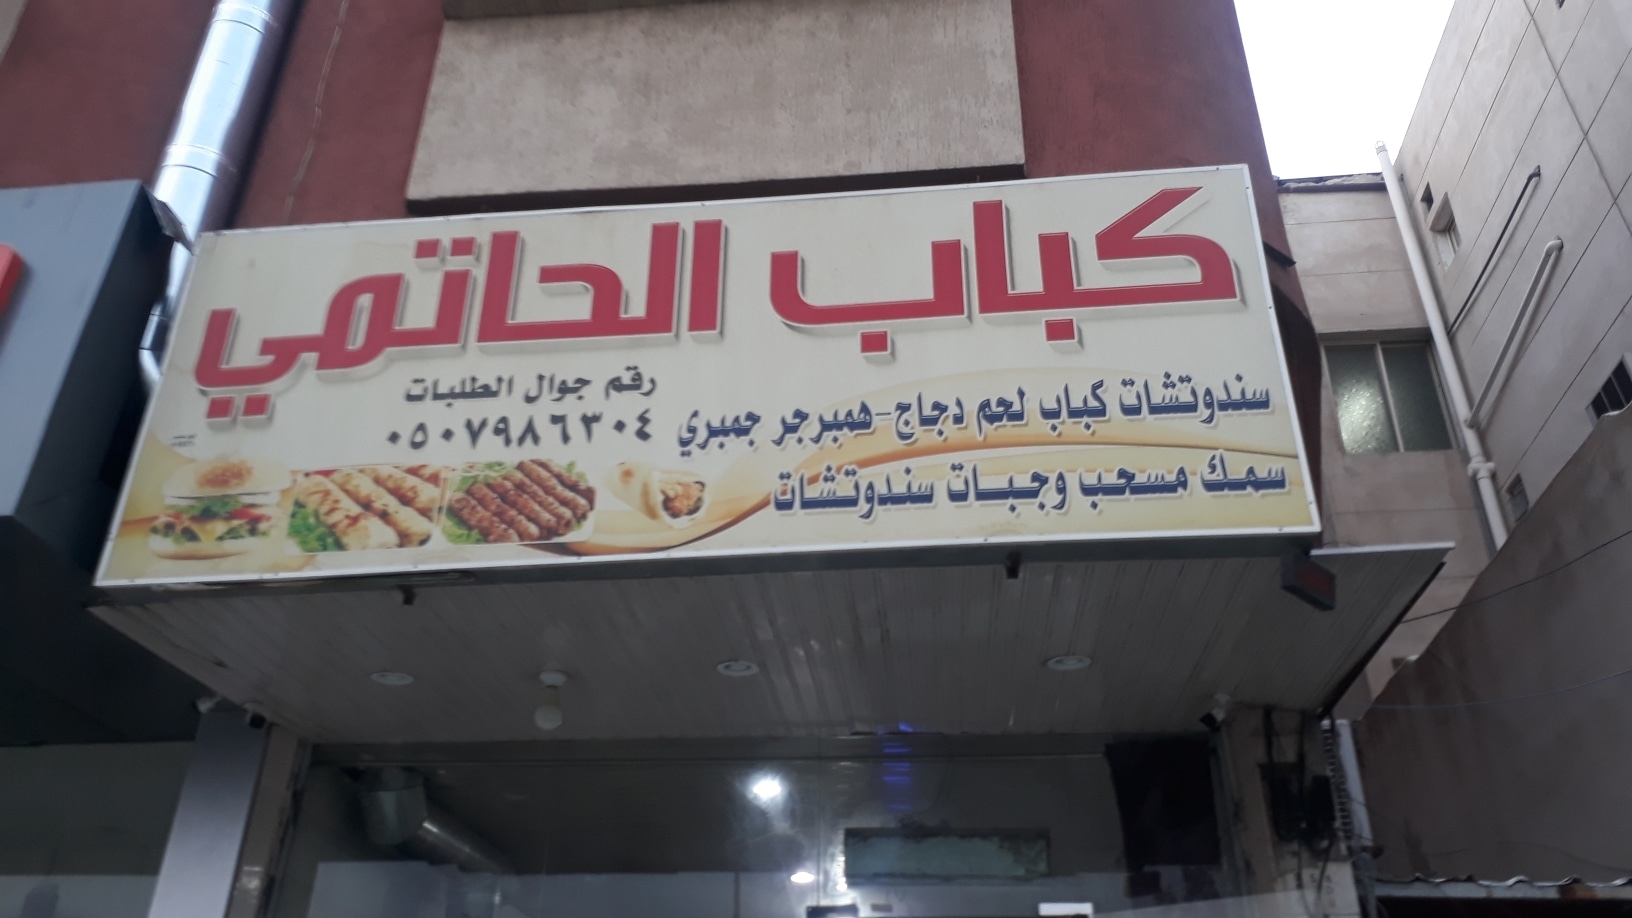 كباب الحاتمي
رقم جوال الطلبات
٠٥٠٧٩٨٦٣٠٤
سندوتشات كباب لحم دجاج-همبرجر جمبري
سمك مسحب وجبات سندوتشات